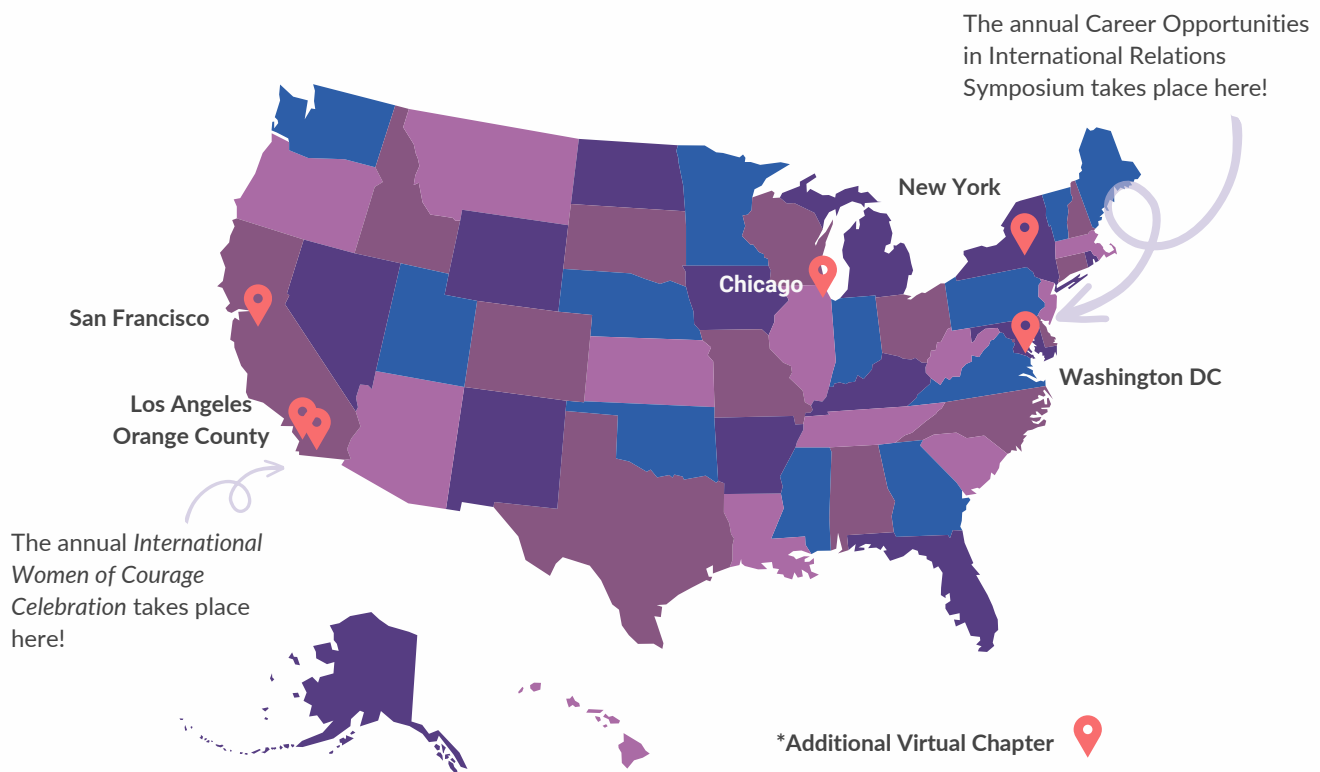 The annual Career Opportunities
in International Relations
Symposium takes place here!
New York
Chicago
San Francisco
Washington DC
Los Angeles
Orange County
The annual International
Women of Courage
Celebration takes place
here!
*Additional Virtual Chapter